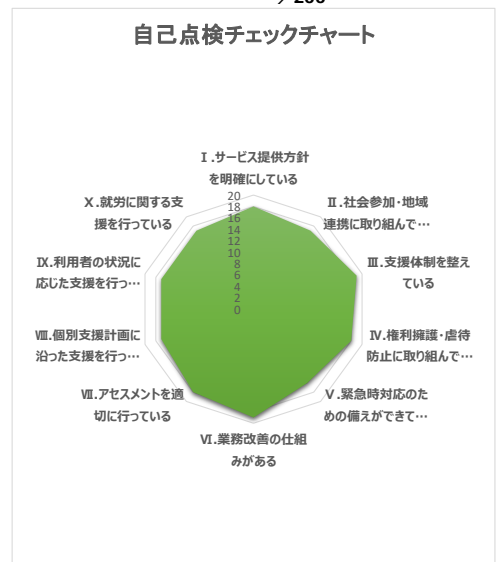 / 200
自己点検チェックチャート
Ⅰ.サービス提供方針
を明確にしている
Ⅱ.社会参加・地域
連携に取り組んで…
Ⅲ.支援体制を整え
ている
Ⅳ.権利擁護・虐待
防止に取り組んで…
Ⅴ.緊急時対応のた
めの備えができて…
Ⅵ.業務改善の仕組
みがある
Ⅶ.アセスメントを適
切に行っている
Ⅷ.個別支援計画に
沿った支援を行っ…
Ⅸ.利用者の状況に
応じた支援を行っ…
Ⅹ.就労に関する支
援を行っている
20
18
16
14
12
10
8
6
4
2
0